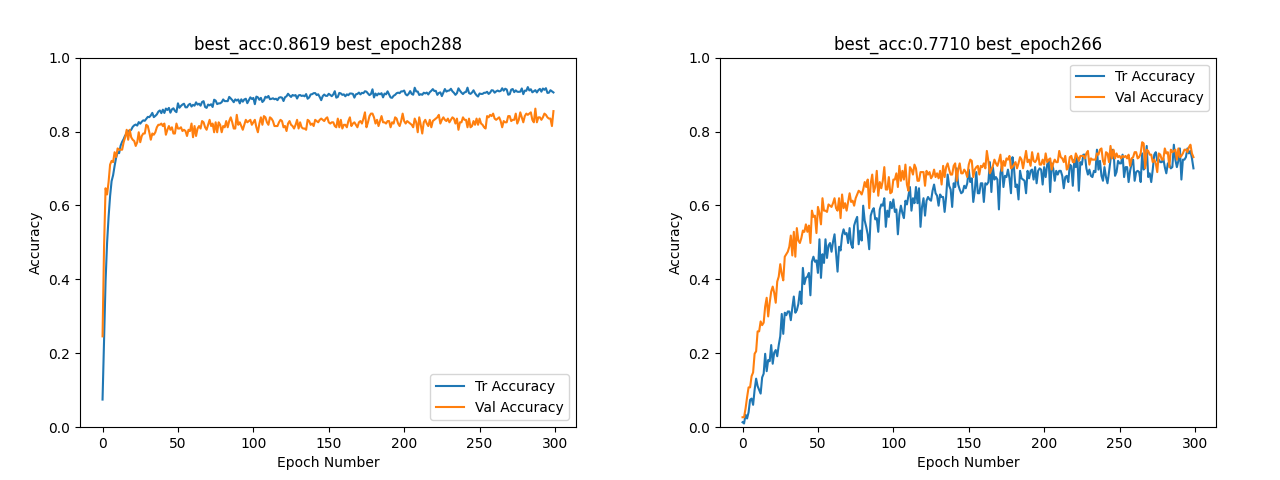 best_acc:0.8619 best_epoch288
1.0
0.8
0.6
0.4
0.2
0.0
Accuracy
0 50 100 150 200 250 300
Epoch Number
Tr Accuracy
Val Accuracy
best_acc:0.7710 best_epoch266
1.0
0.8
0.6
0.4
0.2
0.0
Accuracy
0 50 100 150 200 250 300
Epoch Number
Tr Accuracy
Val Accuracy